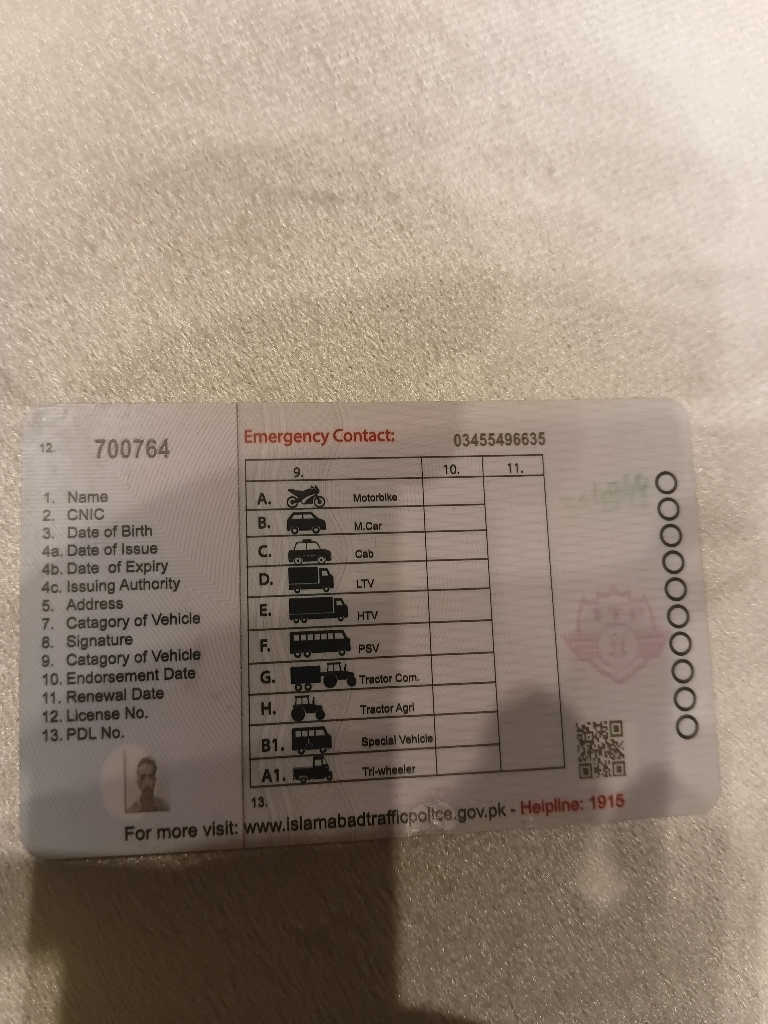 12. 700764
1. Name
2. CNIC
3. Date of Birth
4a. Date of Issue
4b. Date of Expiry
4c. Issuing Authority
5. Address
7. Catagory of Vehicle
8. Signature
9. Catagory of Vehicle
10. Endorsement Date
11. Renewal Date
12. License No.
13. PDL No.
Emergency Contact: 03455496635
9. 10. 11.
A. Motorbike
B. M.Car
C. Cab
D. LTV
E. HTV
F. PSV
G. Tractor Com.
H. Tractor Agri
B1. Special Vehicle
A1. Tri-wheeler
13.
For more visit: www.islamabadtrafficpolice.gov.pk - Helpline: 1915